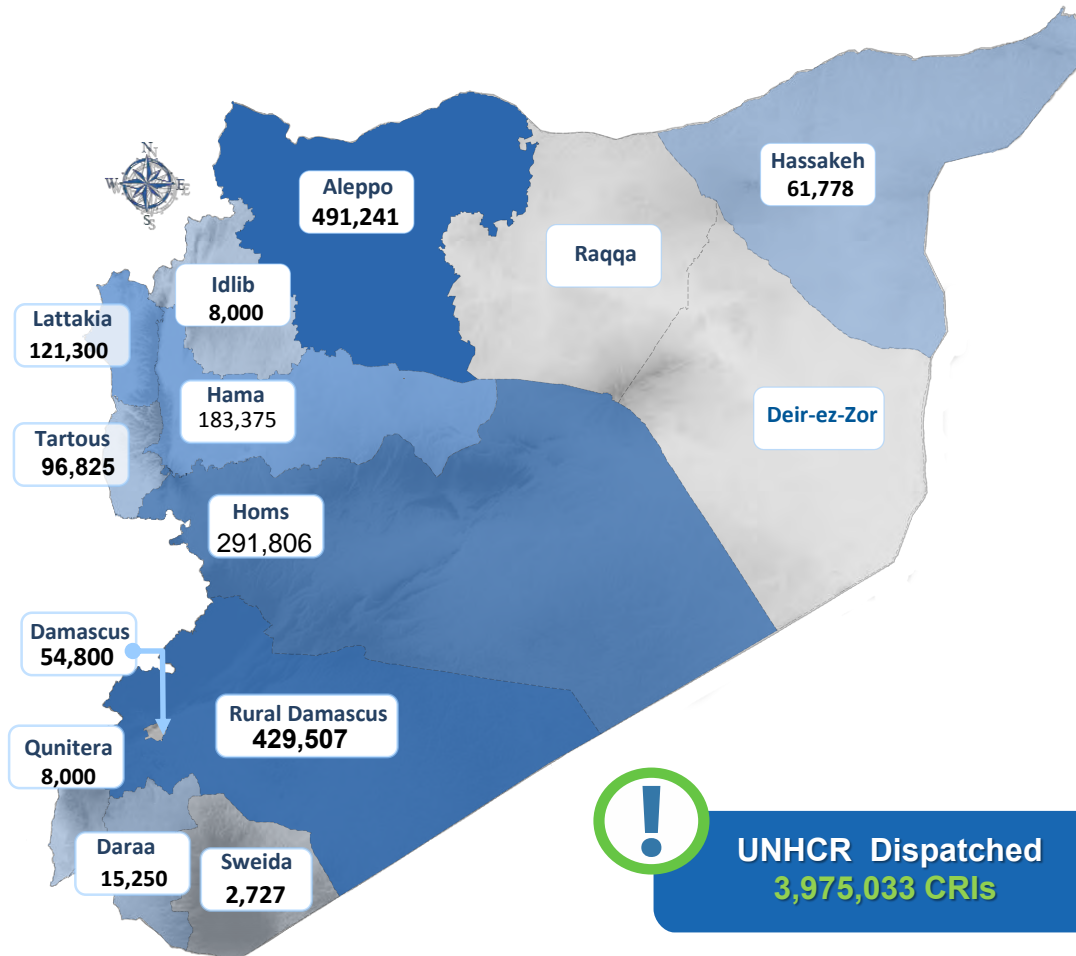 N
W E
S
Aleppo
491,241
Hassakeh
61,778
Raqqa
Idlib
8,000
Lattakia
121,300
Hama
183,375
Deir-ez-Zor
Tartous
96,825
Homs
291,806
Damascus
54,800
Rural Damascus
429,507
Qunitera
8,000
Daraa
15,250
Sweida
2,727
!
UNHCR Dispatched
3,975,033 CRIs